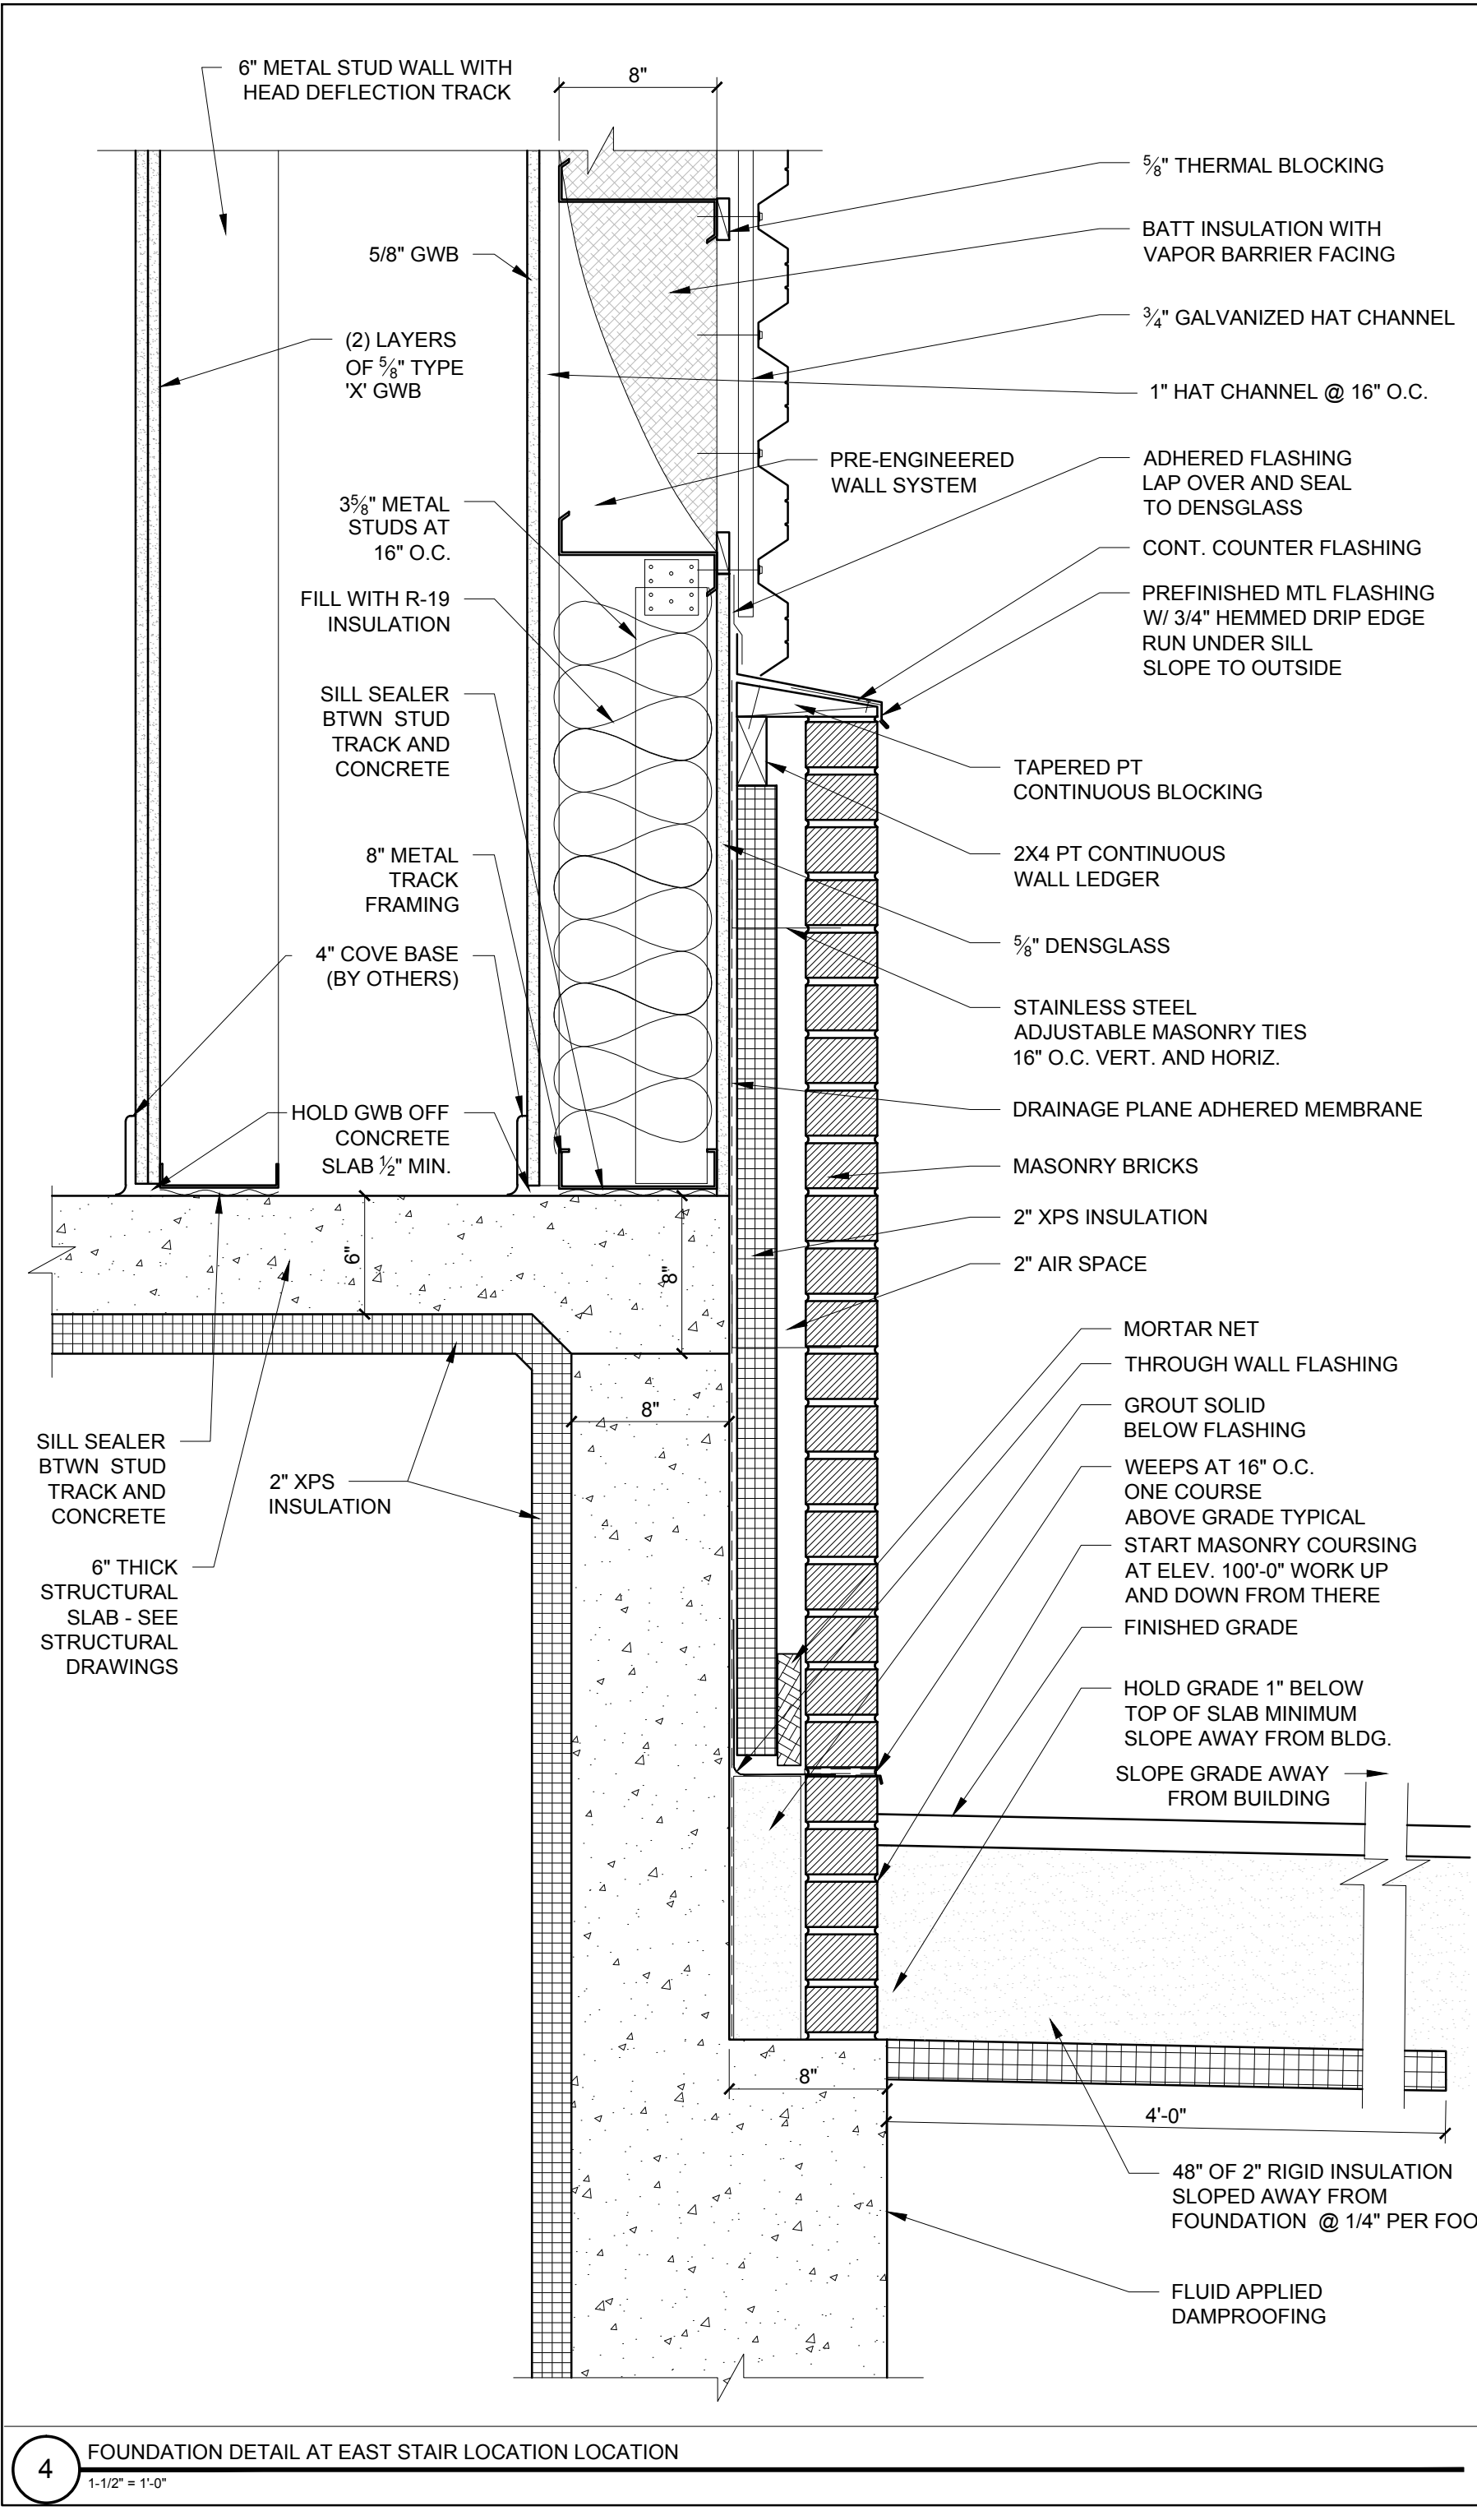 6" METAL STUD WALL WITH
HEAD DEFLECTION TRACK
8"
5/8" GWB
(2) LAYERS
OF 5⁄8" TYPE
'X' GWB
3 5⁄8" METAL
STUDS AT
16" O.C.
FILL WITH R-19
INSULATION
SILL SEALER
BTWN STUD
TRACK AND
CONCRETE
8" METAL
TRACK
FRAMING
4" COVE BASE
(BY OTHERS)
HOLD GWB OFF
CONCRETE
SLAB 1⁄2" MIN.
PRE-ENGINEERED
WALL SYSTEM
5⁄8" THERMAL BLOCKING
BATT INSULATION WITH
VAPOR BARRIER FACING
3⁄4" GALVANIZED HAT CHANNEL
1" HAT CHANNEL @ 16" O.C.
ADHERED FLASHING
LAP OVER AND SEAL
TO DENSGLASS
CONT. COUNTER FLASHING
PREFINISHED MTL FLASHING
W/ 3/4" HEMMED DRIP EDGE
RUN UNDER SILL
SLOPE TO OUTSIDE
TAPERED PT
CONTINUOUS BLOCKING
2X4 PT CONTINUOUS
WALL LEDGER
5⁄8" DENSGLASS
STAINLESS STEEL
ADJUSTABLE MASONRY TIES
16" O.C. VERT. AND HORIZ.
DRAINAGE PLANE ADHERED MEMBRANE
MASONRY BRICKS
2" XPS INSULATION
2" AIR SPACE
6"
8"
8"
SILL SEALER
BTWN STUD
TRACK AND
CONCRETE
2" XPS
INSULATION
6" THICK
STRUCTURAL
SLAB - SEE
STRUCTURAL
DRAWINGS
MORTAR NET
THROUGH WALL FLASHING
GROUT SOLID
BELOW FLASHING
WEEPS AT 16" O.C.
ONE COURSE
ABOVE GRADE TYPICAL
START MASONRY COURSING
AT ELEV. 100'-0" WORK UP
AND DOWN FROM THERE
FINISHED GRADE
HOLD GRADE 1" BELOW
TOP OF SLAB MINIMUM
SLOPE AWAY FROM BLDG.
SLOPE GRADE AWAY
FROM BUILDING
8"
4'-0"
48" OF 2" RIGID INSULATION
SLOPED AWAY FROM
FOUNDATION @ 1/4" PER FOO
FLUID APPLIED
DAMPROOFING
4
FOUNDATION DETAIL AT EAST STAIR LOCATION LOCATION
1-1/2" = 1'-0"